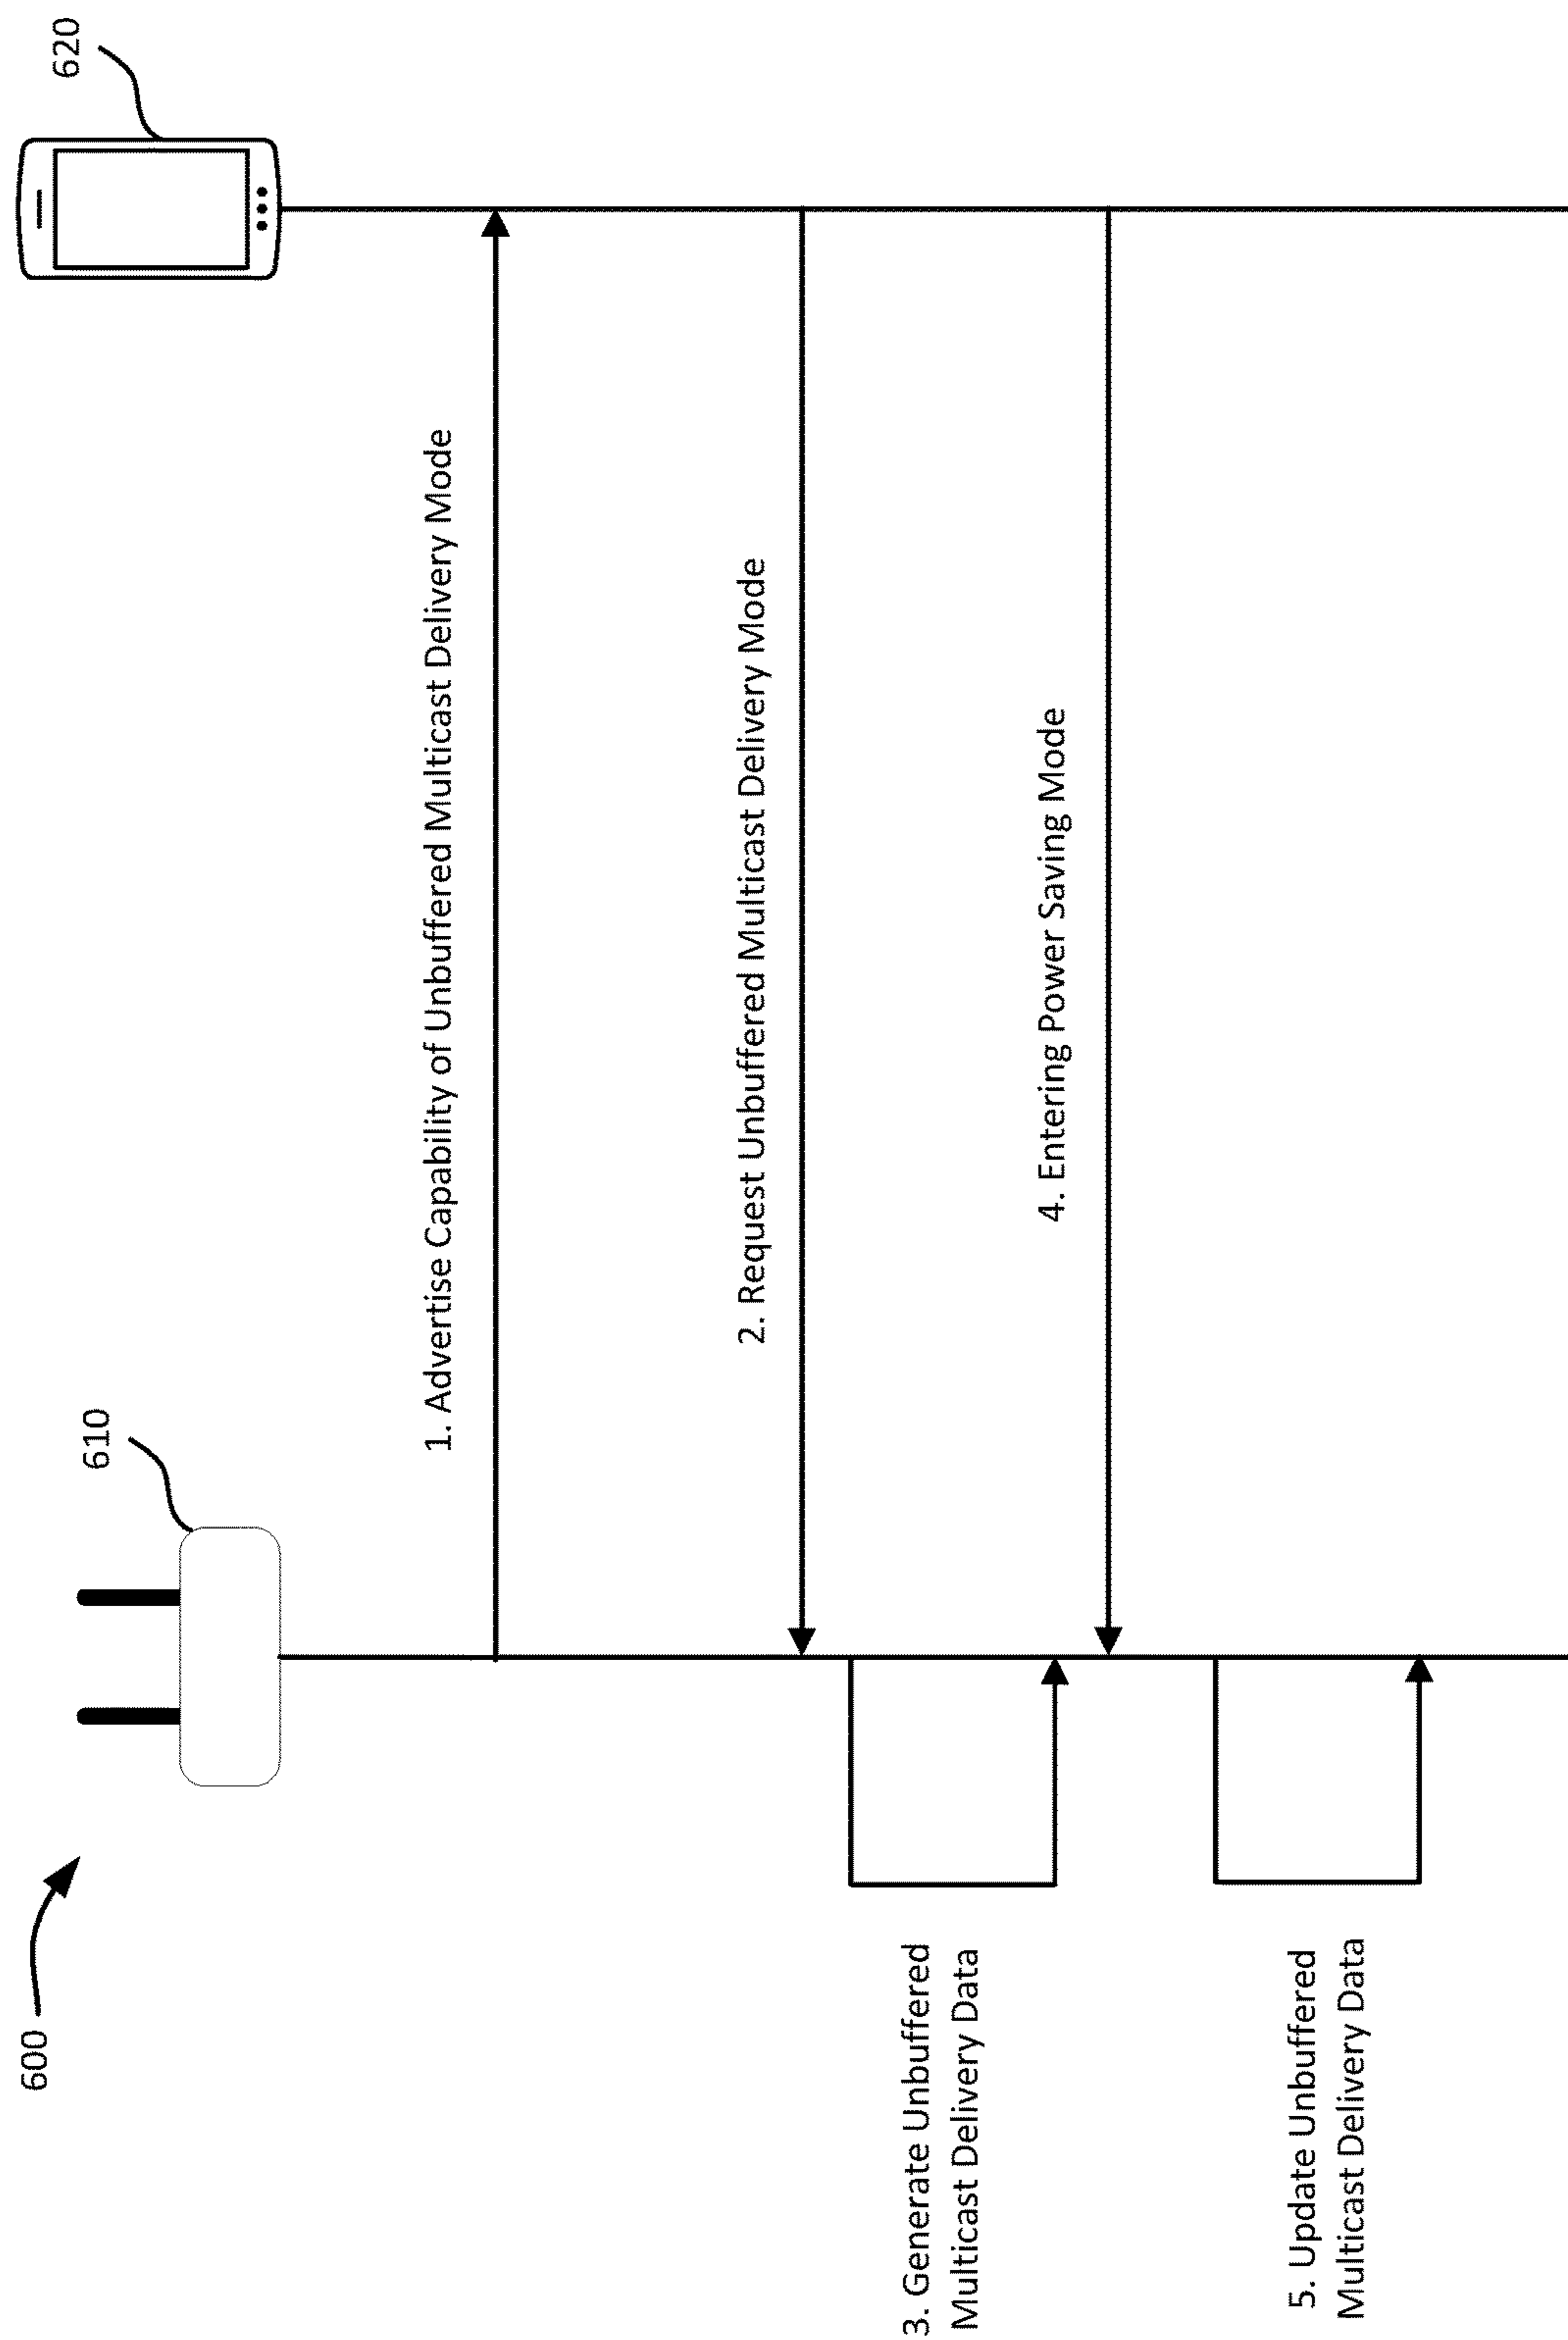 600
610
620
1. Advertise Capability of Unbuffered Multicast Delivery Mode
2. Request Unbuffered Multicast Delivery Mode
3. Generate Unbuffered
Multicast Delivery Data
4. Entering Power Saving Mode
5. Update Unbuffered
Multicast Delivery Data